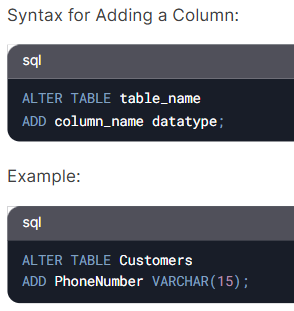 Syntax for Adding a Column:
sql
ALTER TABLE table_name
ADD column_name datatype;
Example:
sql
ALTER TABLE Customers
ADD PhoneNumber VARCHAR(15);